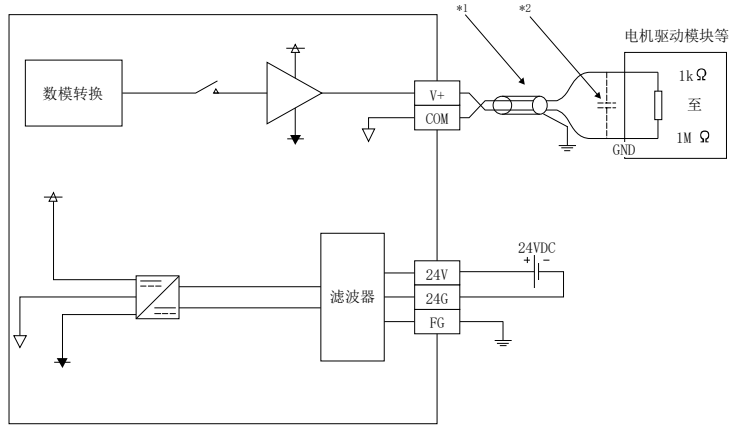 *1
*2
电机驱动模块等
数模转换
V+
COM
1kΩ
至
1M Ω
GND
24VDC
+ -
滤波器
24V
24G
FG